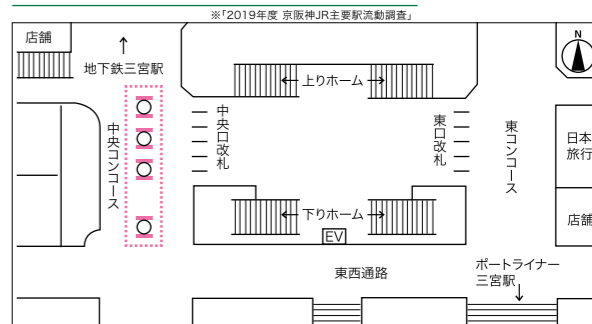 ※「2019年度 京阪神JR主要駅流動調査」
店舗
地下鉄三宮駅
上りホーム
N
中央コンコース
中央口改札
東口改札
東コンコース
日本
旅行
下りホーム
店舗
EV
東西通路
ポートライナー
三宮駅